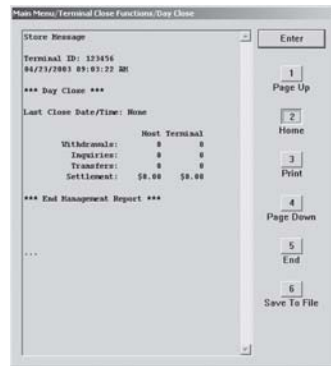 Main Menu/Terminal Close Functions/Day Close
Store Message
Terminal ID: 123456
04/23/2003 09:03:22 AM
*** Day Close ***
Last Close Date/Time: None
Host Terminal
Withdrawals: 0 0
Inquiries: 0 0
Transfers: 0 0
Settlement: $0.00 $0.00
*** End Management Report ***
...
Enter
1
Page Up
2
Home
3
Print
4
Page Down
5
End
6
Save To File